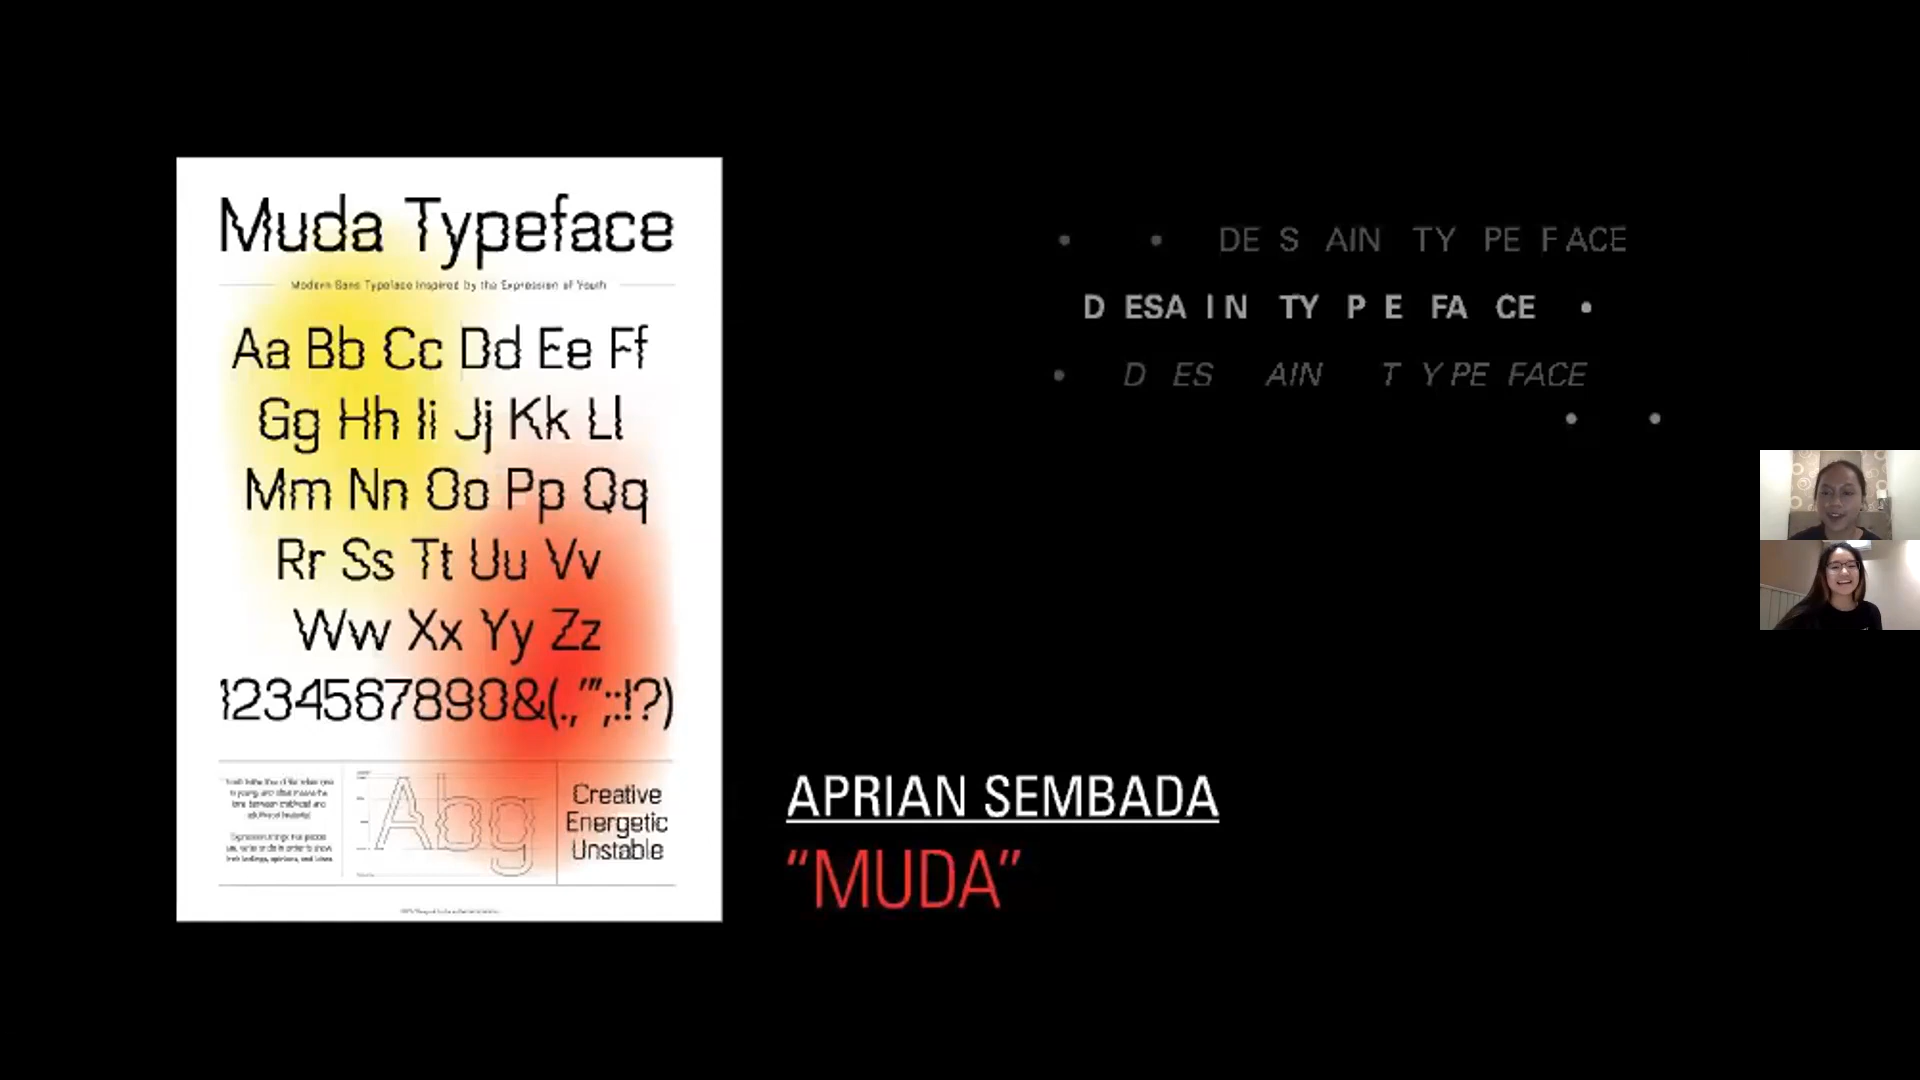 Muda Typeface
Modern Sans Typeface Inspired by the Expression of Youth
Aa Bb Cc Dd Ee Ff
Gg Hh Ii Jj Kk Ll
Mm Nn Oo Pp Qq
Rr Ss Tt Uu Vv
Ww Xx Yy Zz
1234567890&(.,'";:!?)
Abg
Creative
Energetic
Unstable
• • DE S AIN TY PE F ACE
D ESA I N TY P E FA CE •
• D ES AIN T Y PE FACE
• •
APRIAN SEMBADA
“MUDA”